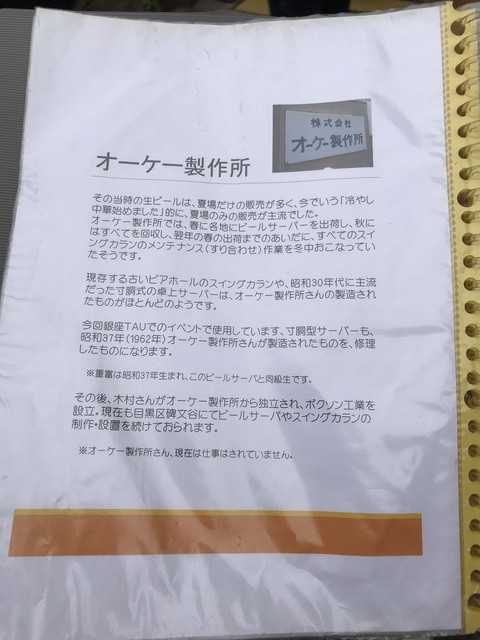 株式会社
オーケー製作所
オーケー製作所
その当時の生ビールは、夏場だけの販売が多く、今でいう「冷やし
中華始めました」的に、夏場のみの販売が主流でした。
オーケー製作所では、春に各地にビールサーバーを出荷し、秋に
はすべてを回収し、翌年の春の出荷までのあいだに、すべてのスイ
ングカランのメンテナンス(すり合わせ)作業を冬中おこなってい
たそうです。
現存する古いビアホールのスイングカランや、昭和30年代に主流
だった寸胴式の卓上サーバーは、オーケー製作所さんの製造され
たものがほとんどのようです。
今回銀座TAUでのイベントで使用しています、寸胴型サーバーも、
昭和37年(1962年)オーケー製作所さんが製造されたものを、修理
したものになります。
※重富は昭和37年生まれ、このビールサーバと同級生です。
その後、木村さんがオーケー製作所から独立され、ボクソン工業を
設立。現在も目黒区碑文谷にてビールサーバやスイングカランの
制作・設置を続けておられます。
※オーケー製作所さん、現在は仕事はされていません。